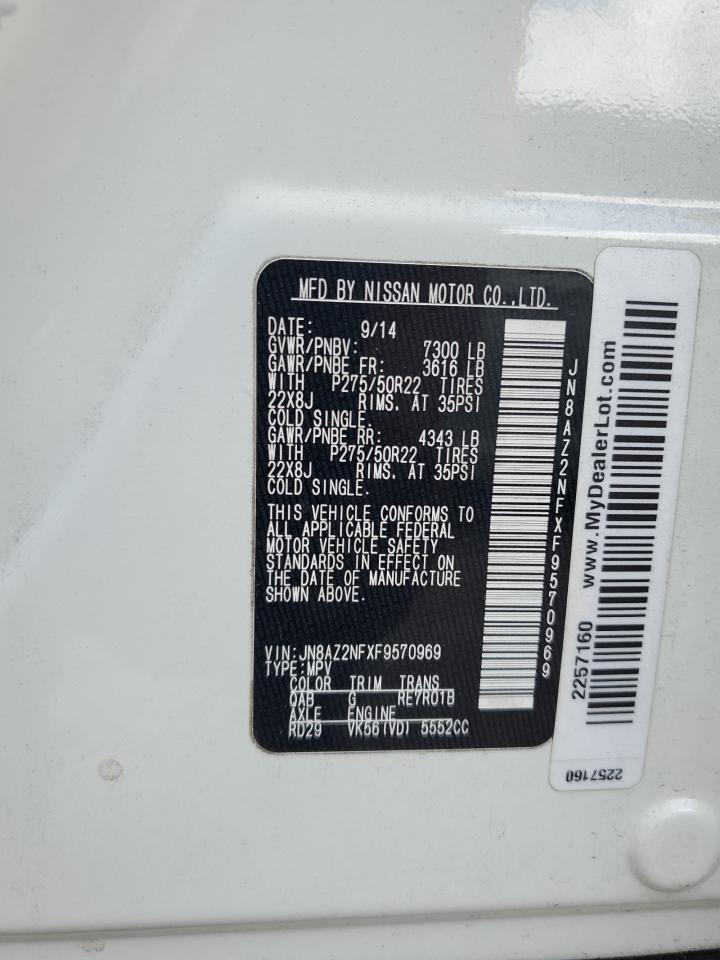 MFD BY NISSAN MOTOR CO.,LTD.
DATE: 9/14
GVWR/PNBV: 7300 LB
GAWR/PNBE FR: 3616 LB
WITH P275/50R22 TIRES
22X8J RIMS, AT 35PSI
COLD SINGLE.
GAWR/PNBE RR: 4343 LB
WITH P275/50R22 TIRES
22X8J RIMS, AT 35PSI
COLD SINGLE.
THIS VEHICLE CONFORMS TO
ALL APPLICABLE FEDERAL
MOTOR VEHICLE SAFETY
STANDARDS IN EFFECT ON
THE DATE OF MANUFACTURE
SHOWN ABOVE.
VIN:JN8AZ2NFXF9570969
TYPE:MPV
COLOR TRIM TRANS
QAB G RE7R01B
AXLE ENGINE
RD29 VK56(VD) 5552CC
JN8AZ2NFXF9570969
www.MyDealerLot.com
2257160
2257160